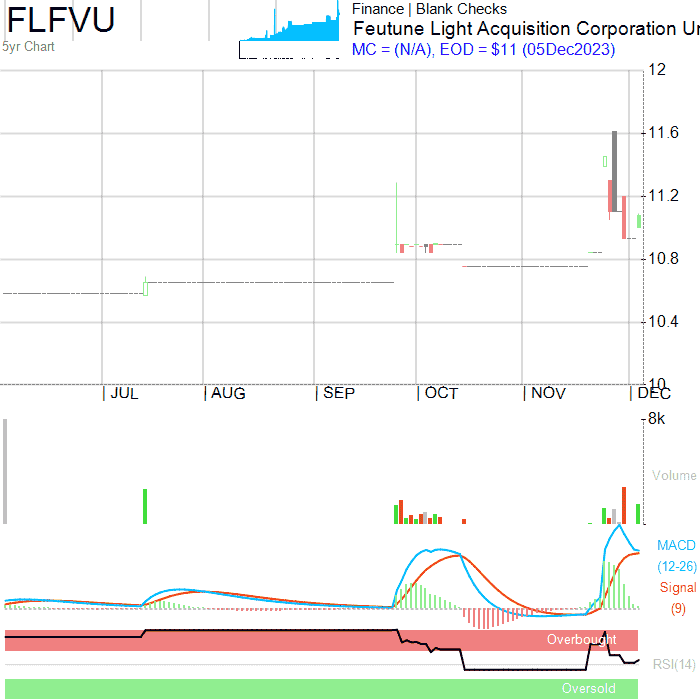 FLFVU
5yr Chart
Finance | Blank Checks
Feutune Light Acquisition Corporation Un
MC = (N/A), EOD = $11 (05Dec2023)
12
11.6
11.2
10.8
10.4
10
| JUL | AUG | SEP | OCT | NOV | DEC
8k
Volume
MACD
(12-26)
Signal
(9)
Overbought
RSI(14)
Oversold